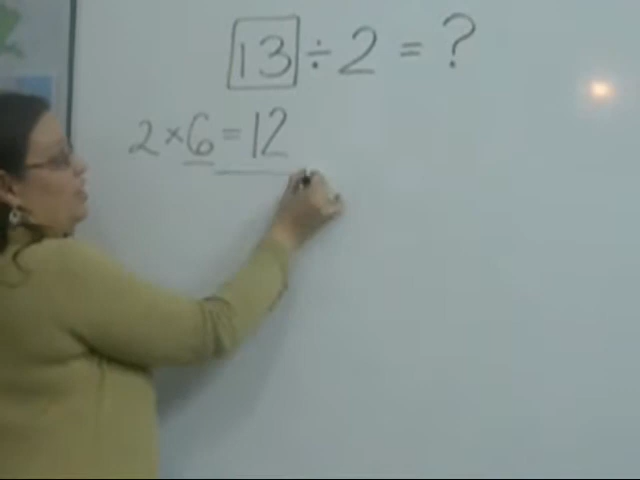 13 ÷ 2 = ?
2 × 6 = 12